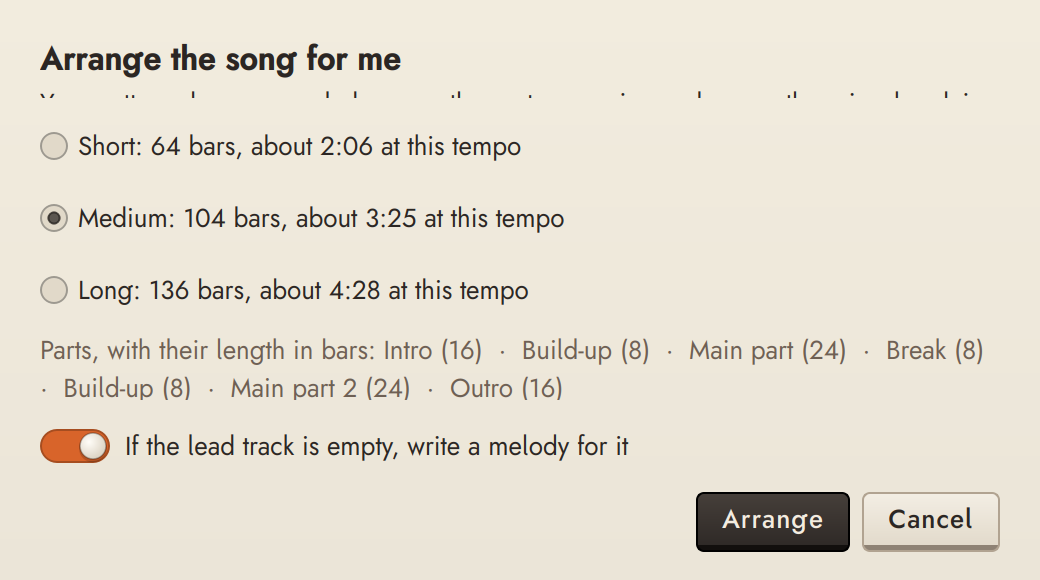 Arrange the song for me
Short: 64 bars, about 2:06 at this tempo
Medium: 104 bars, about 3:25 at this tempo
Long: 136 bars, about 4:28 at this tempo
Parts, with their length in bars: Intro (16) · Build-up (8) · Main part (24) · Break (8)
· Build-up (8) · Main part 2 (24) · Outro (16)
If the lead track is empty, write a melody for it
Arrange Cancel